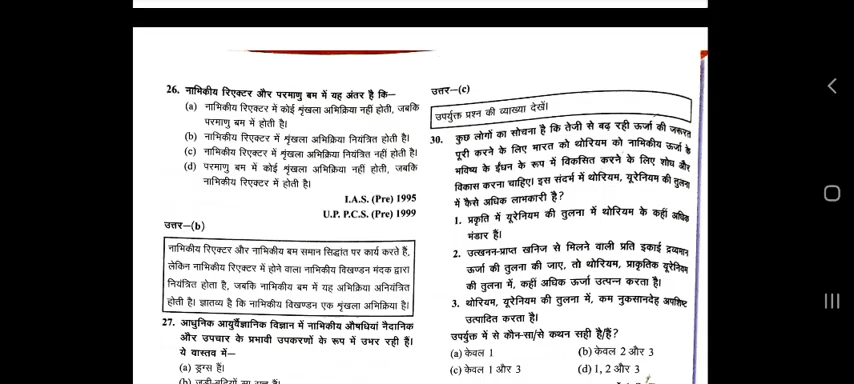 26. नाभिकीय रिएक्टर और परमाणु बम में यह अंतर है कि—
(a) नाभिकीय रिएक्टर में कोई शृंखला अभिक्रिया नहीं होती, जबकि
परमाणु बम में होती है।
(b) नाभिकीय रिएक्टर में शृंखला अभिक्रिया नियंत्रित होती है।
(c) नाभिकीय रिएक्टर में शृंखला अभिक्रिया नियंत्रित नहीं होती है।
(d) परमाणु बम में कोई शृंखला अभिक्रिया नहीं होती, जबकि
नाभिकीय रिएक्टर में होती है।
I.A.S. (Pre) 1995
U.P. P.C.S. (Pre) 1999
उत्तर—(b)
नाभिकीय रिएक्टर और नाभिकीय बम समान सिद्धांत पर कार्य करते हैं,
लेकिन नाभिकीय रिएक्टर में होने वाला नाभिकीय विखण्डन मंदक द्वारा
नियंत्रित होता है, जबकि नाभिकीय बम में यह अभिक्रिया अनियंत्रित
होती है। ज्ञातव्य है कि नाभिकीय विखण्डन एक शृंखला अभिक्रिया है।
27. आधुनिक आयुर्वैज्ञानिक विज्ञान में नाभिकीय औषधियां नैदानिक
और उपचार के प्रभावी उपकरणों के रूप में उभर रही हैं।
ये वास्तव में—
(a) ड्रग्स हैं।
उत्तर—(c)
उपर्युक्त प्रश्न की व्याख्या देखें।
30. कुछ लोगों का सोचना है कि तेजी से बढ़ रही ऊर्जा की जरूरत
पूरी करने के लिए भारत को थोरियम को नाभिकीय ऊर्जा के
भविष्य के ईंधन के रूप में विकसित करने के लिए शोध और
विकास करना चाहिए। इस संदर्भ में थोरियम, यूरेनियम की तुलना
में कैसे अधिक लाभकारी है?
1. प्रकृति में यूरेनियम की तुलना में थोरियम के कहीं अधिक
भंडार हैं।
2. उत्खनन-प्राप्त खनिज से मिलने वाली प्रति इकाई द्रव्यमान
ऊर्जा की तुलना की जाए, तो थोरियम, प्राकृतिक यूरेनियम
की तुलना में, कहीं अधिक ऊर्जा उत्पन्न करता है।
3. थोरियम, यूरेनियम की तुलना में, कम नुकसानदेह अपशिष्ट
उत्पादित करता है।
उपर्युक्त में से कौन-सा/से कथन सही है/हैं?
(a) केवल 1 (b) केवल 2 और 3
(c) केवल 1 और 3 (d) 1, 2 और 3